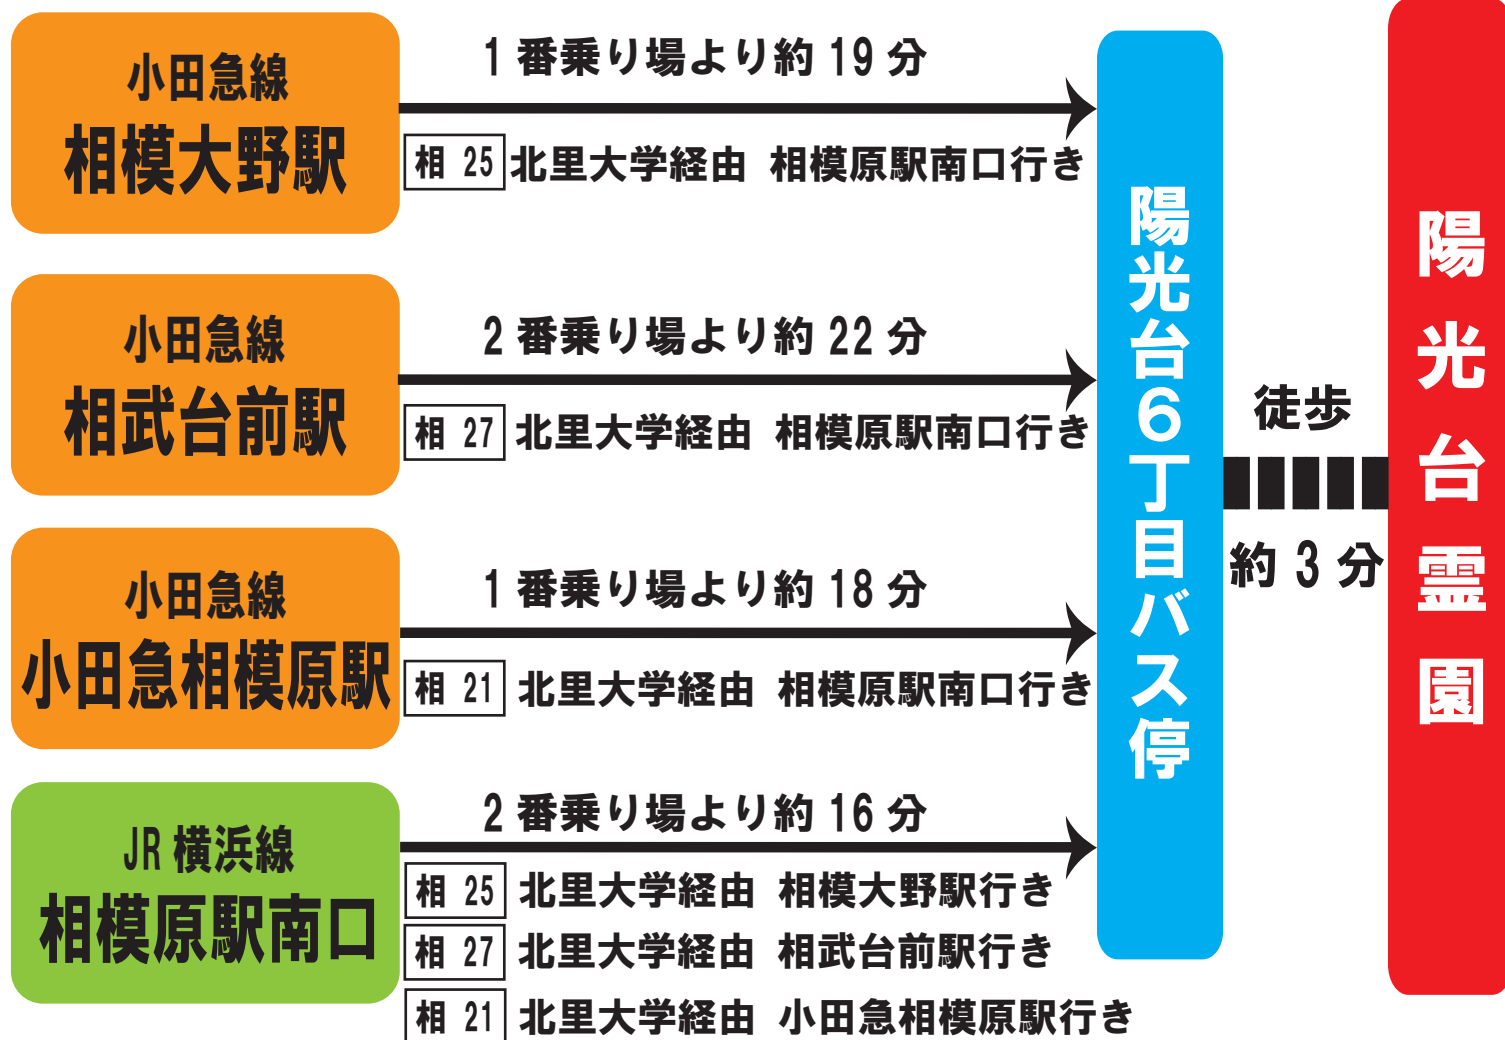 小田急線
相模大野駅
1 番乗り場より約 19 分
相 25 北里大学経由 相模原駅南口行き
小田急線
相武台前駅
2 番乗り場より約 22 分
相 27 北里大学経由 相模原駅南口行き
小田急線
小田急相模原駅
1 番乗り場より約 18 分
相 21 北里大学経由 相模原駅南口行き
JR 横浜線
相模原駅南口
2 番乗り場より約 16 分
相 25 北里大学経由 相模大野駅行き
相 27 北里大学経由 相武台前駅行き
相 21 北里大学経由 小田急相模原駅行き
陽光台6丁目バス停
徒歩
約 3 分
陽光台霊園